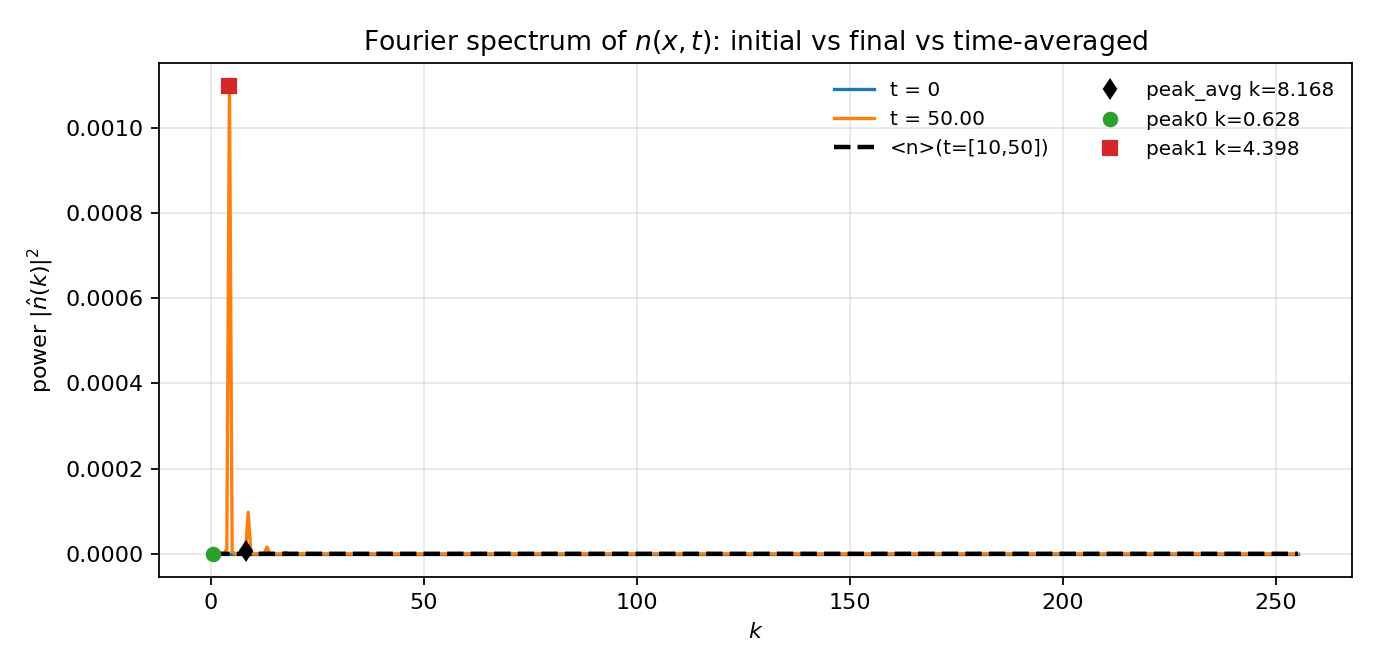 Fourier spectrum of n(x, t): initial vs final vs time-averaged
power |n̂(k)|²
0.0010
0.0008
0.0006
0.0004
0.0002
0.0000
t = 0
t = 50.00
<n>(t=[10,50])
peak_avg k=8.168
peak0 k=0.628
peak1 k=4.398
0 50 100 150 200 250
k